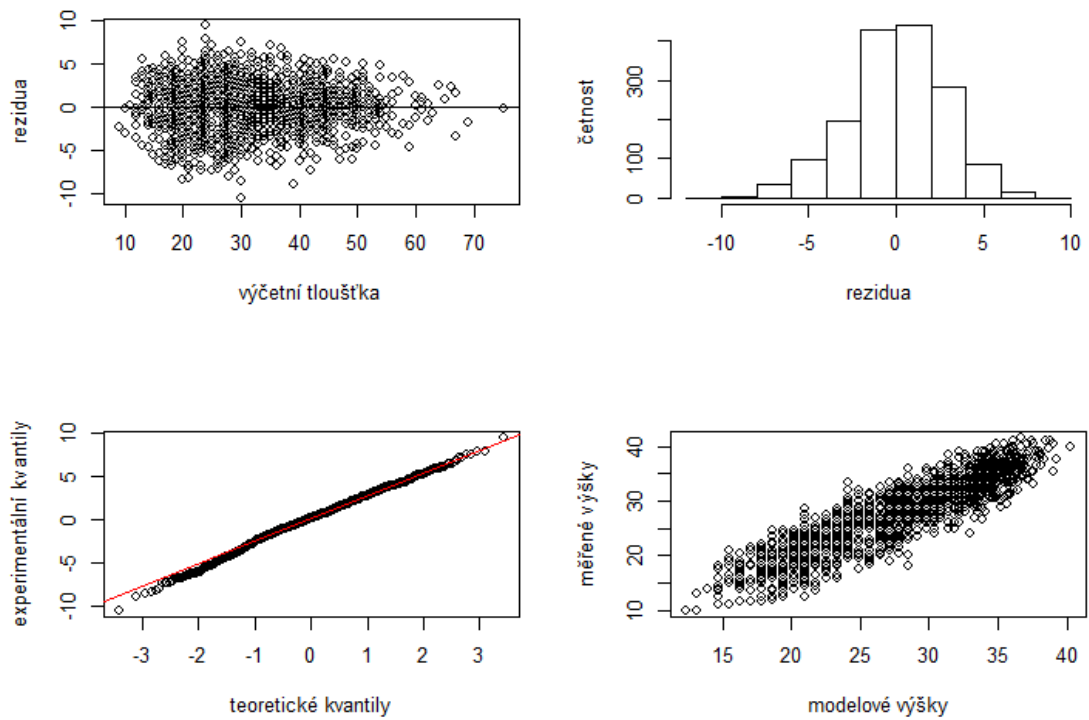 rezidua
10
5
0
-5
-10
10 20 30 40 50 60 70
výčetní tloušťka
četnost
300
100
0
-10 -5 0 5 10
rezidua
experimentální kvantily
10
5
0
-5
-10
-3 -2 -1 0 1 2 3
teoretické kvantily
měřené výšky
40
30
20
10
15 20 25 30 35 40
modelové výšky